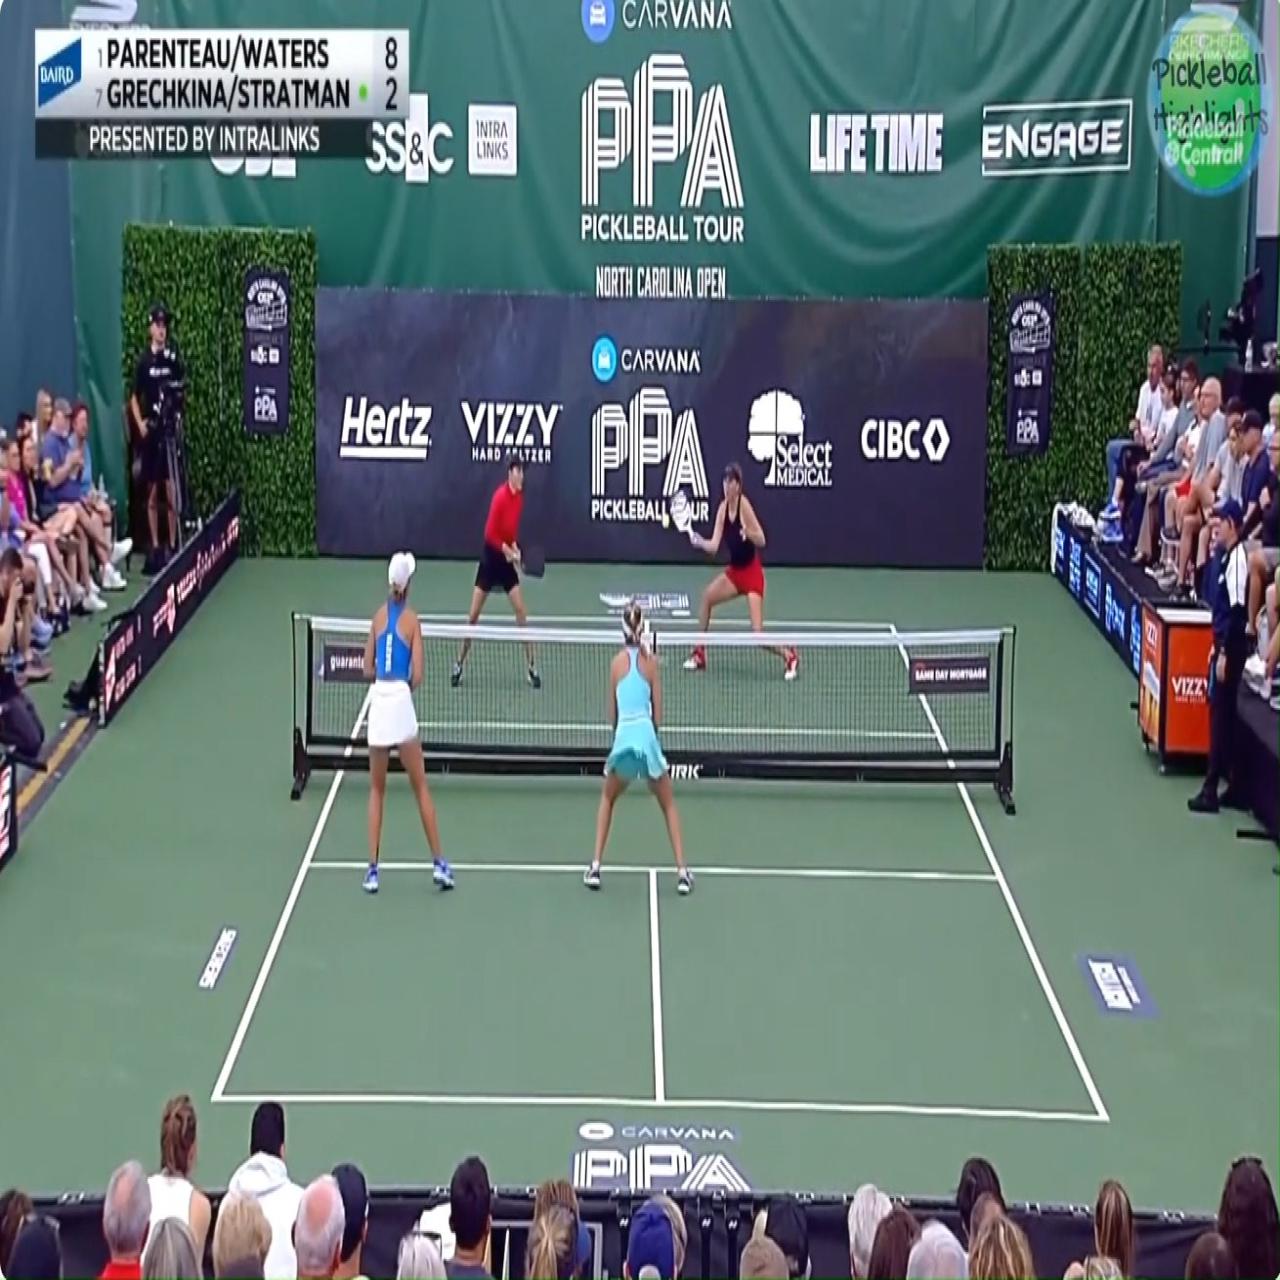 CARVANA
SKECHERS
PERFORMANCE
Pickleball
Highlights
Pickleball
Central
BAIRD
1 PARENTEAU/WATERS 8
7 GRECHKINA/STRATMAN 2
PRESENTED BY INTRALINKS
SS&C
INTRA
LINKS
PPA
PICKLEBALL TOUR
LIFE TIME
ENGAGE
NORTH CAROLINA OPEN
CARVANA
Hertz
VIZZY
HARD SELTZER
PPA
PICKLEBALL
Select
MEDICAL
CIBC
PPA
PPA
SAME DAY MORTGAGE
VIZZY
CARVANA
PPA